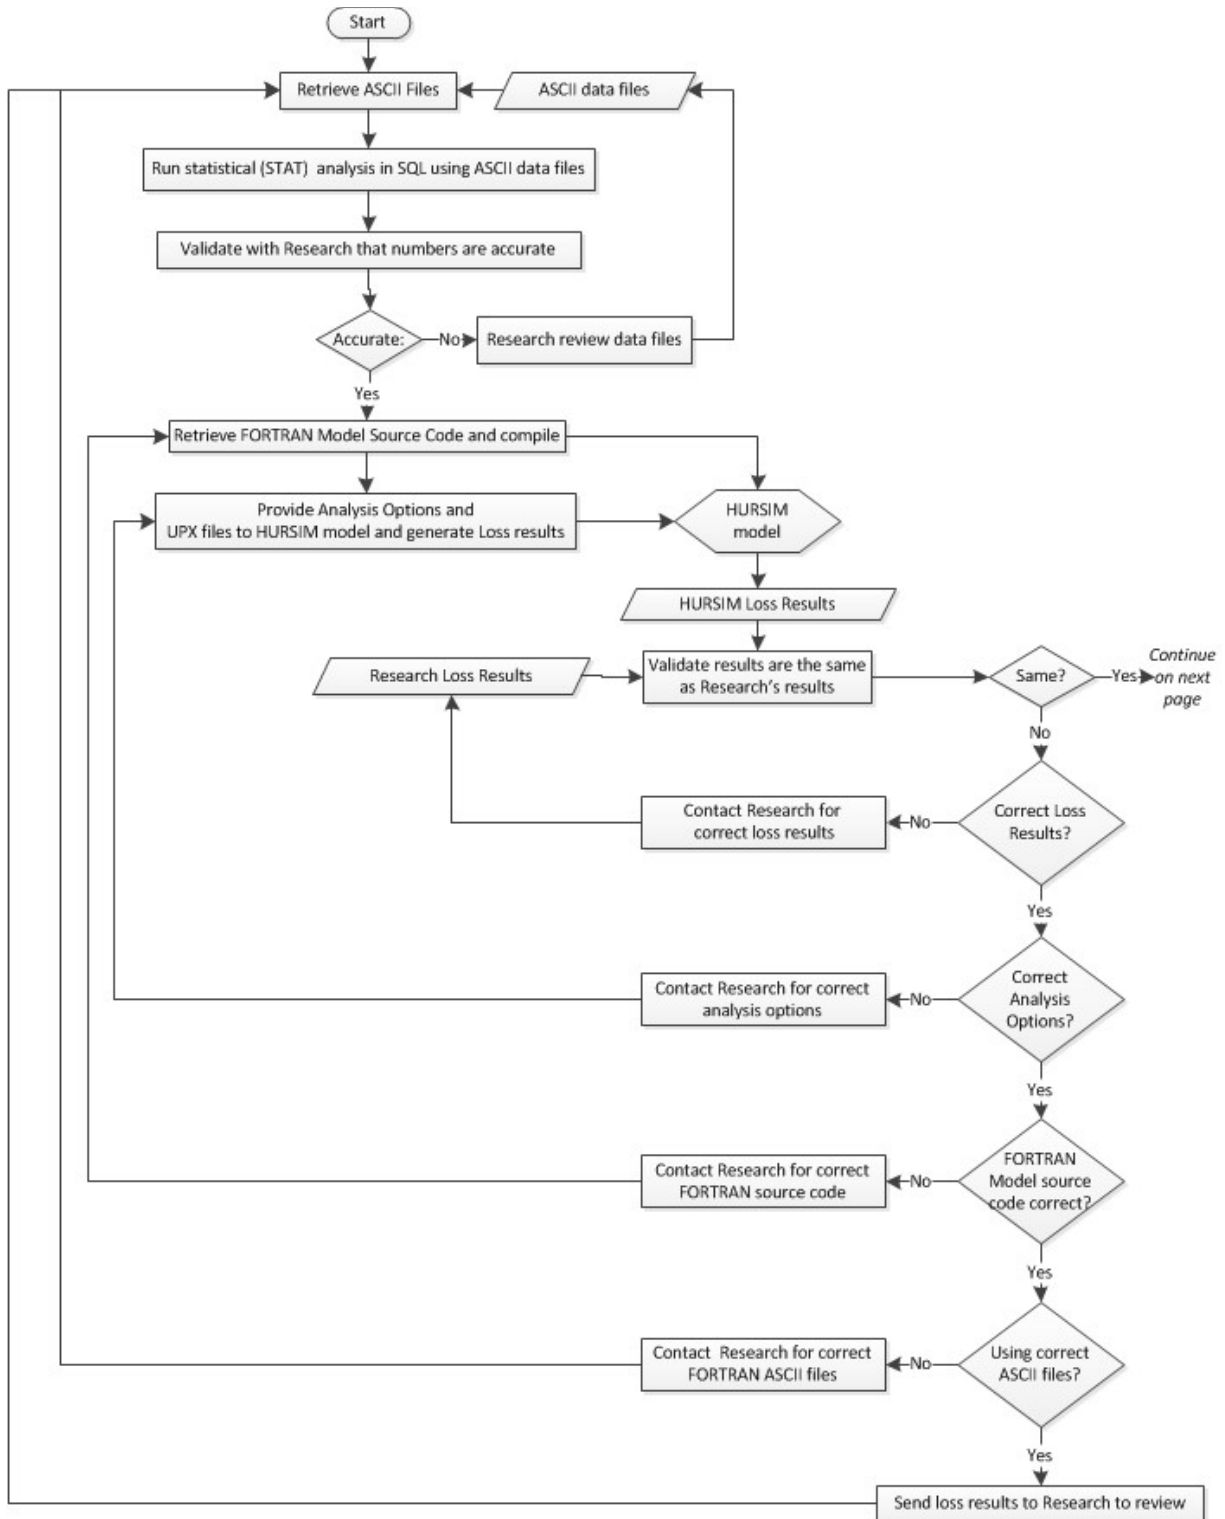 Start
Retrieve ASCII Files
ASCII data files
Run statistical (STAT) analysis in SQL using ASCII data files
Validate with Research that numbers are accurate
Accurate:
No
Research review data files
Yes
Retrieve FORTRAN Model Source Code and compile
Provide Analysis Options and
UPX files to HURSIM model and generate Loss results
HURSIM
model
HURSIM Loss Results
Research Loss Results
Validate results are the same
as Research's results
Same?
Yes
Continue
on next
page
No
Correct Loss
Results?
No
Contact Research for
correct loss results
Yes
Correct
Analysis
Options?
No
Contact Research for correct
analysis options
Yes
FORTRAN
Model source
code correct?
No
Contact Research for correct
FORTRAN source code
Yes
Using correct
ASCII files?
No
Contact Research for correct
FORTRAN ASCII files
Yes
Send loss results to Research to review